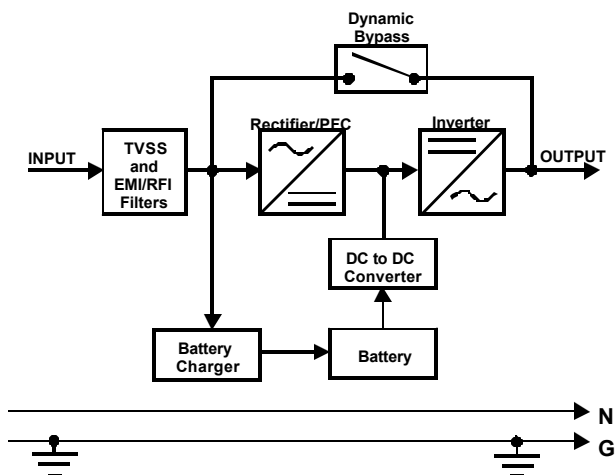 Dynamic
Bypass
Rectifier/PFC
Inverter
INPUT
TVSS
and
EMI/RFI
Filters
OUTPUT
DC to DC
Converter
Battery
Charger
Battery
N
G